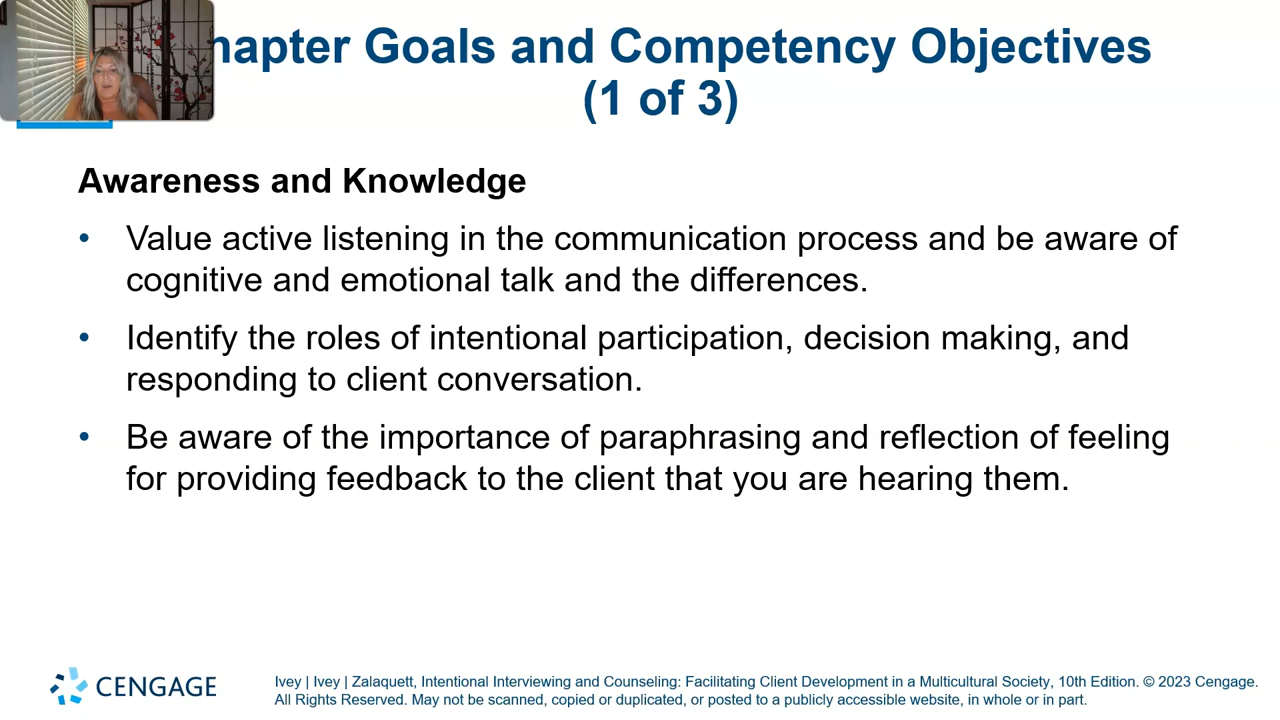 hapter Goals and Competency Objectives
(1 of 3)
Awareness and Knowledge
• Value active listening in the communication process and be aware of
cognitive and emotional talk and the differences.
• Identify the roles of intentional participation, decision making, and
responding to client conversation.
• Be aware of the importance of paraphrasing and reflection of feeling
for providing feedback to the client that you are hearing them.
CENGAGE
Ivey | Ivey | Zalaquett, Intentional Interviewing and Counseling: Facilitating Client Development in a Multicultural Society, 10th Edition. © 2023 Cengage.
All Rights Reserved. May not be scanned, copied or duplicated, or posted to a publicly accessible website, in whole or in part.